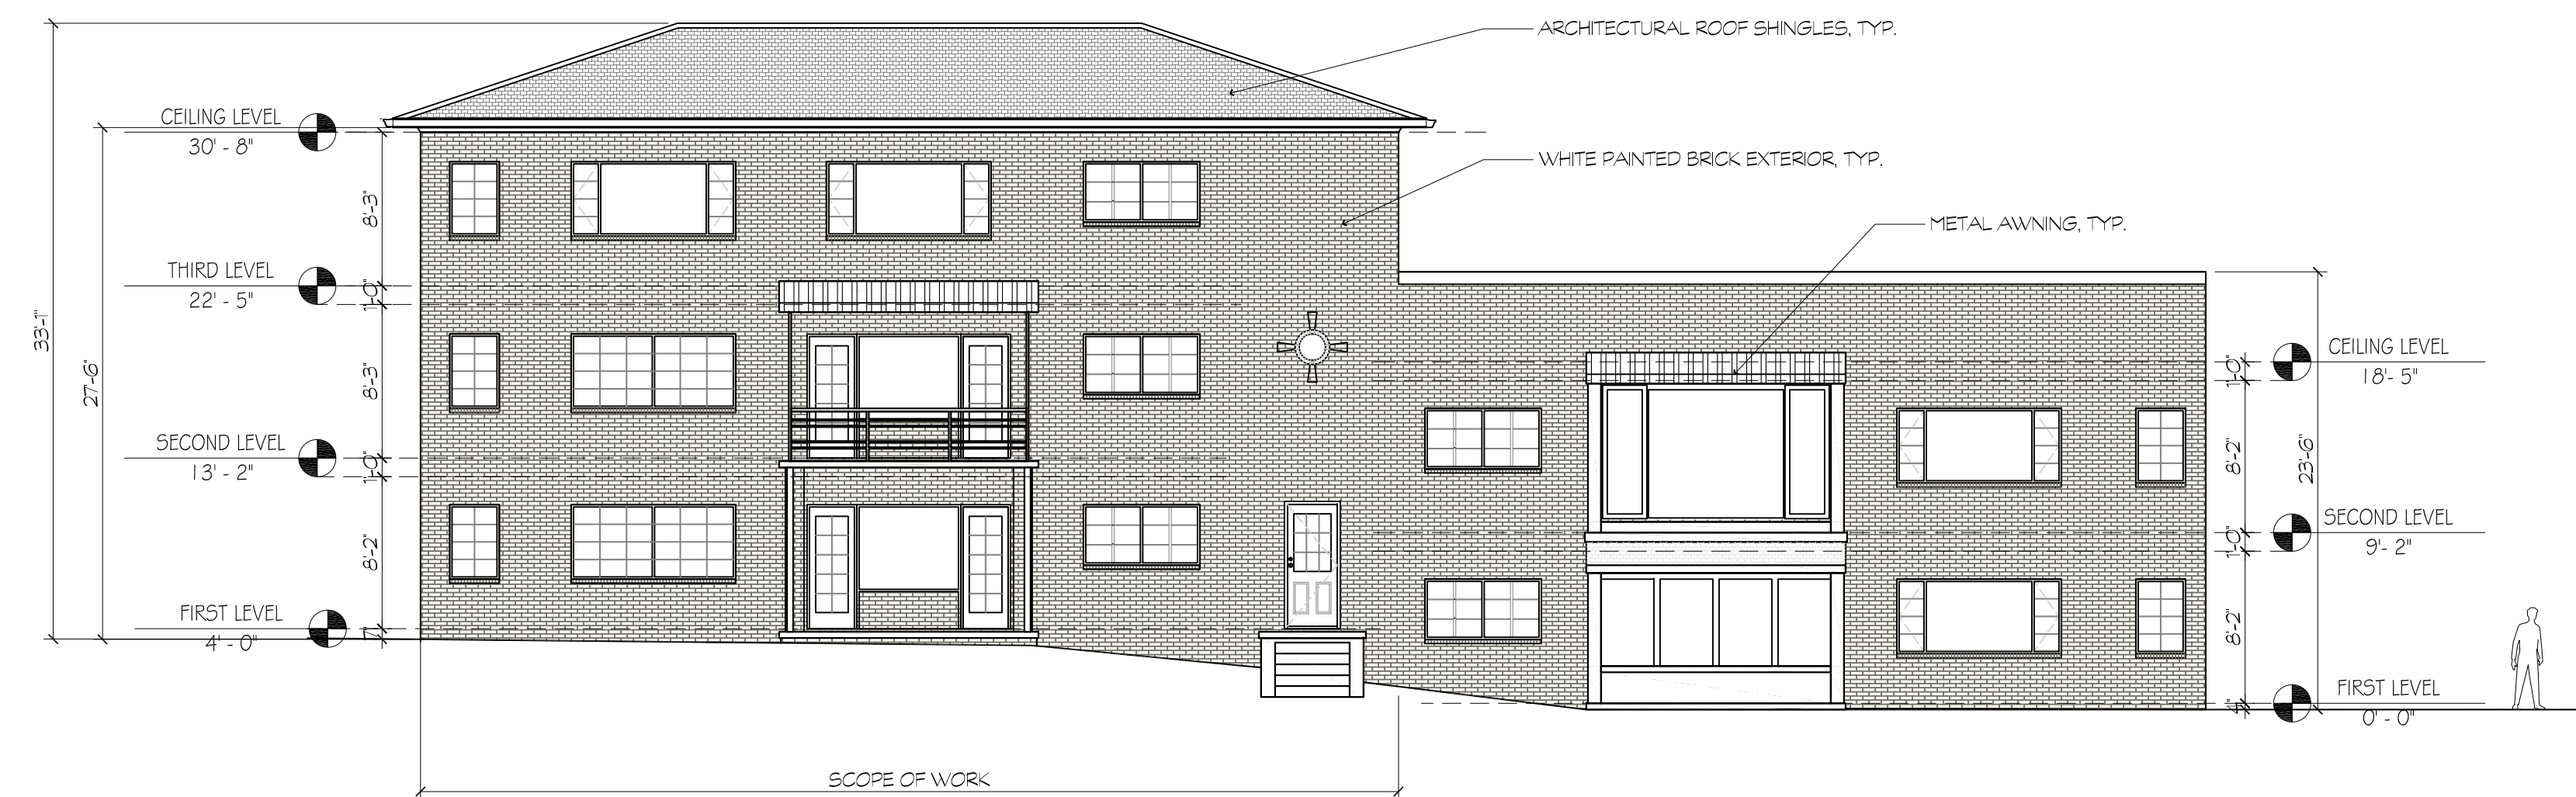 ARCHITECTURAL ROOF SHINGLES, TYP.
WHITE PAINTED BRICK EXTERIOR, TYP.
METAL AWNING, TYP.
CEILING LEVEL
30' - 8"
THIRD LEVEL
22' - 5"
SECOND LEVEL
13' - 2"
FIRST LEVEL
4' - 0"
33'-1"
27'-6"
8'-3"
1'-0"
8'-3"
1'-0"
8'-2"
7"
CEILING LEVEL
18'- 5"
SECOND LEVEL
9'- 2"
FIRST LEVEL
0' - 0"
1'-0"
8'-2"
1'-0"
8'-2"
4"
23'-6"
SCOPE OF WORK